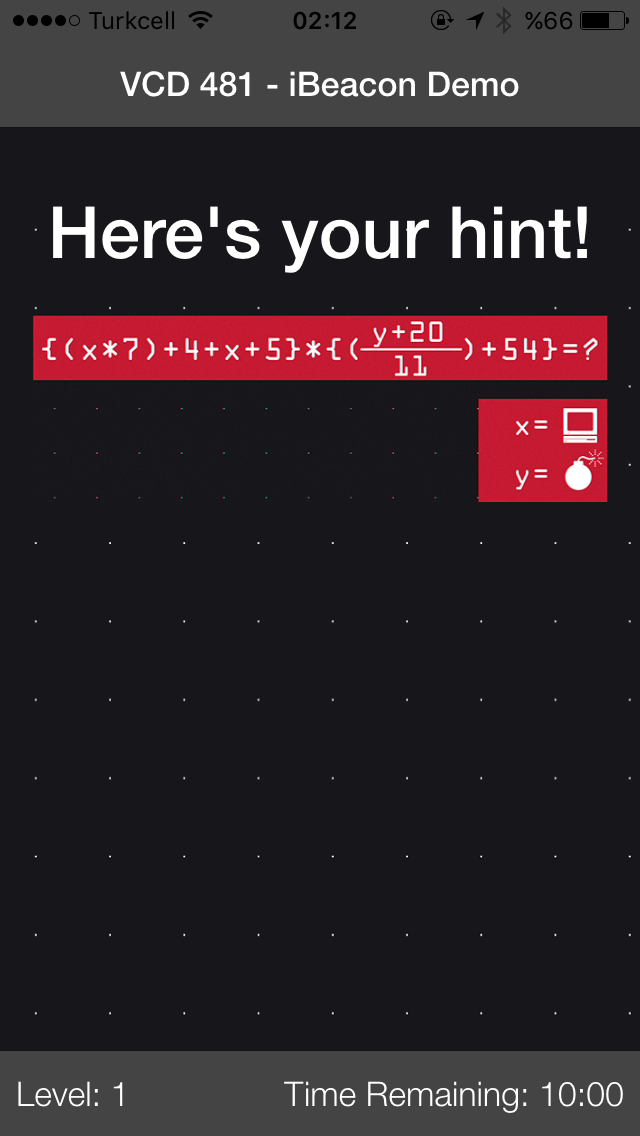 Turkcell 02:12 %66
VCD 481 - iBeacon Demo
Here's your hint!
{(x*7)+4+x+5}*{(y+20/11)+54}=?
x=
y=
Level: 1 Time Remaining: 10:00